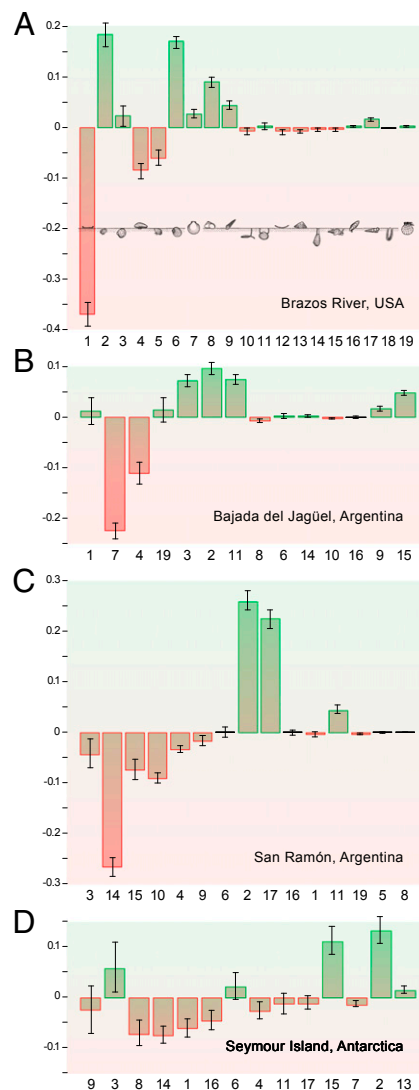 A
0.2
0.1
0
-0.1
-0.2
-0.3
-0.4
Brazos River, USA
1 2 3 4 5 6 7 8 9 10 11 12 13 14 15 16 17 18 19
B
0.1
0
-0.1
-0.2
Bajada del Jagüel, Argentina
1 7 4 19 3 2 11 8 6 14 10 16 9 15
C
0.3
0.2
0.1
0
-0.1
-0.2
-0.3
San Ramón, Argentina
3 14 15 10 4 9 6 2 17 16 1 11 19 5 8
D
0.1
0
-0.1
Seymour Island, Antarctica
9 3 8 14 1 16 6 4 11 17 15 7 2 13